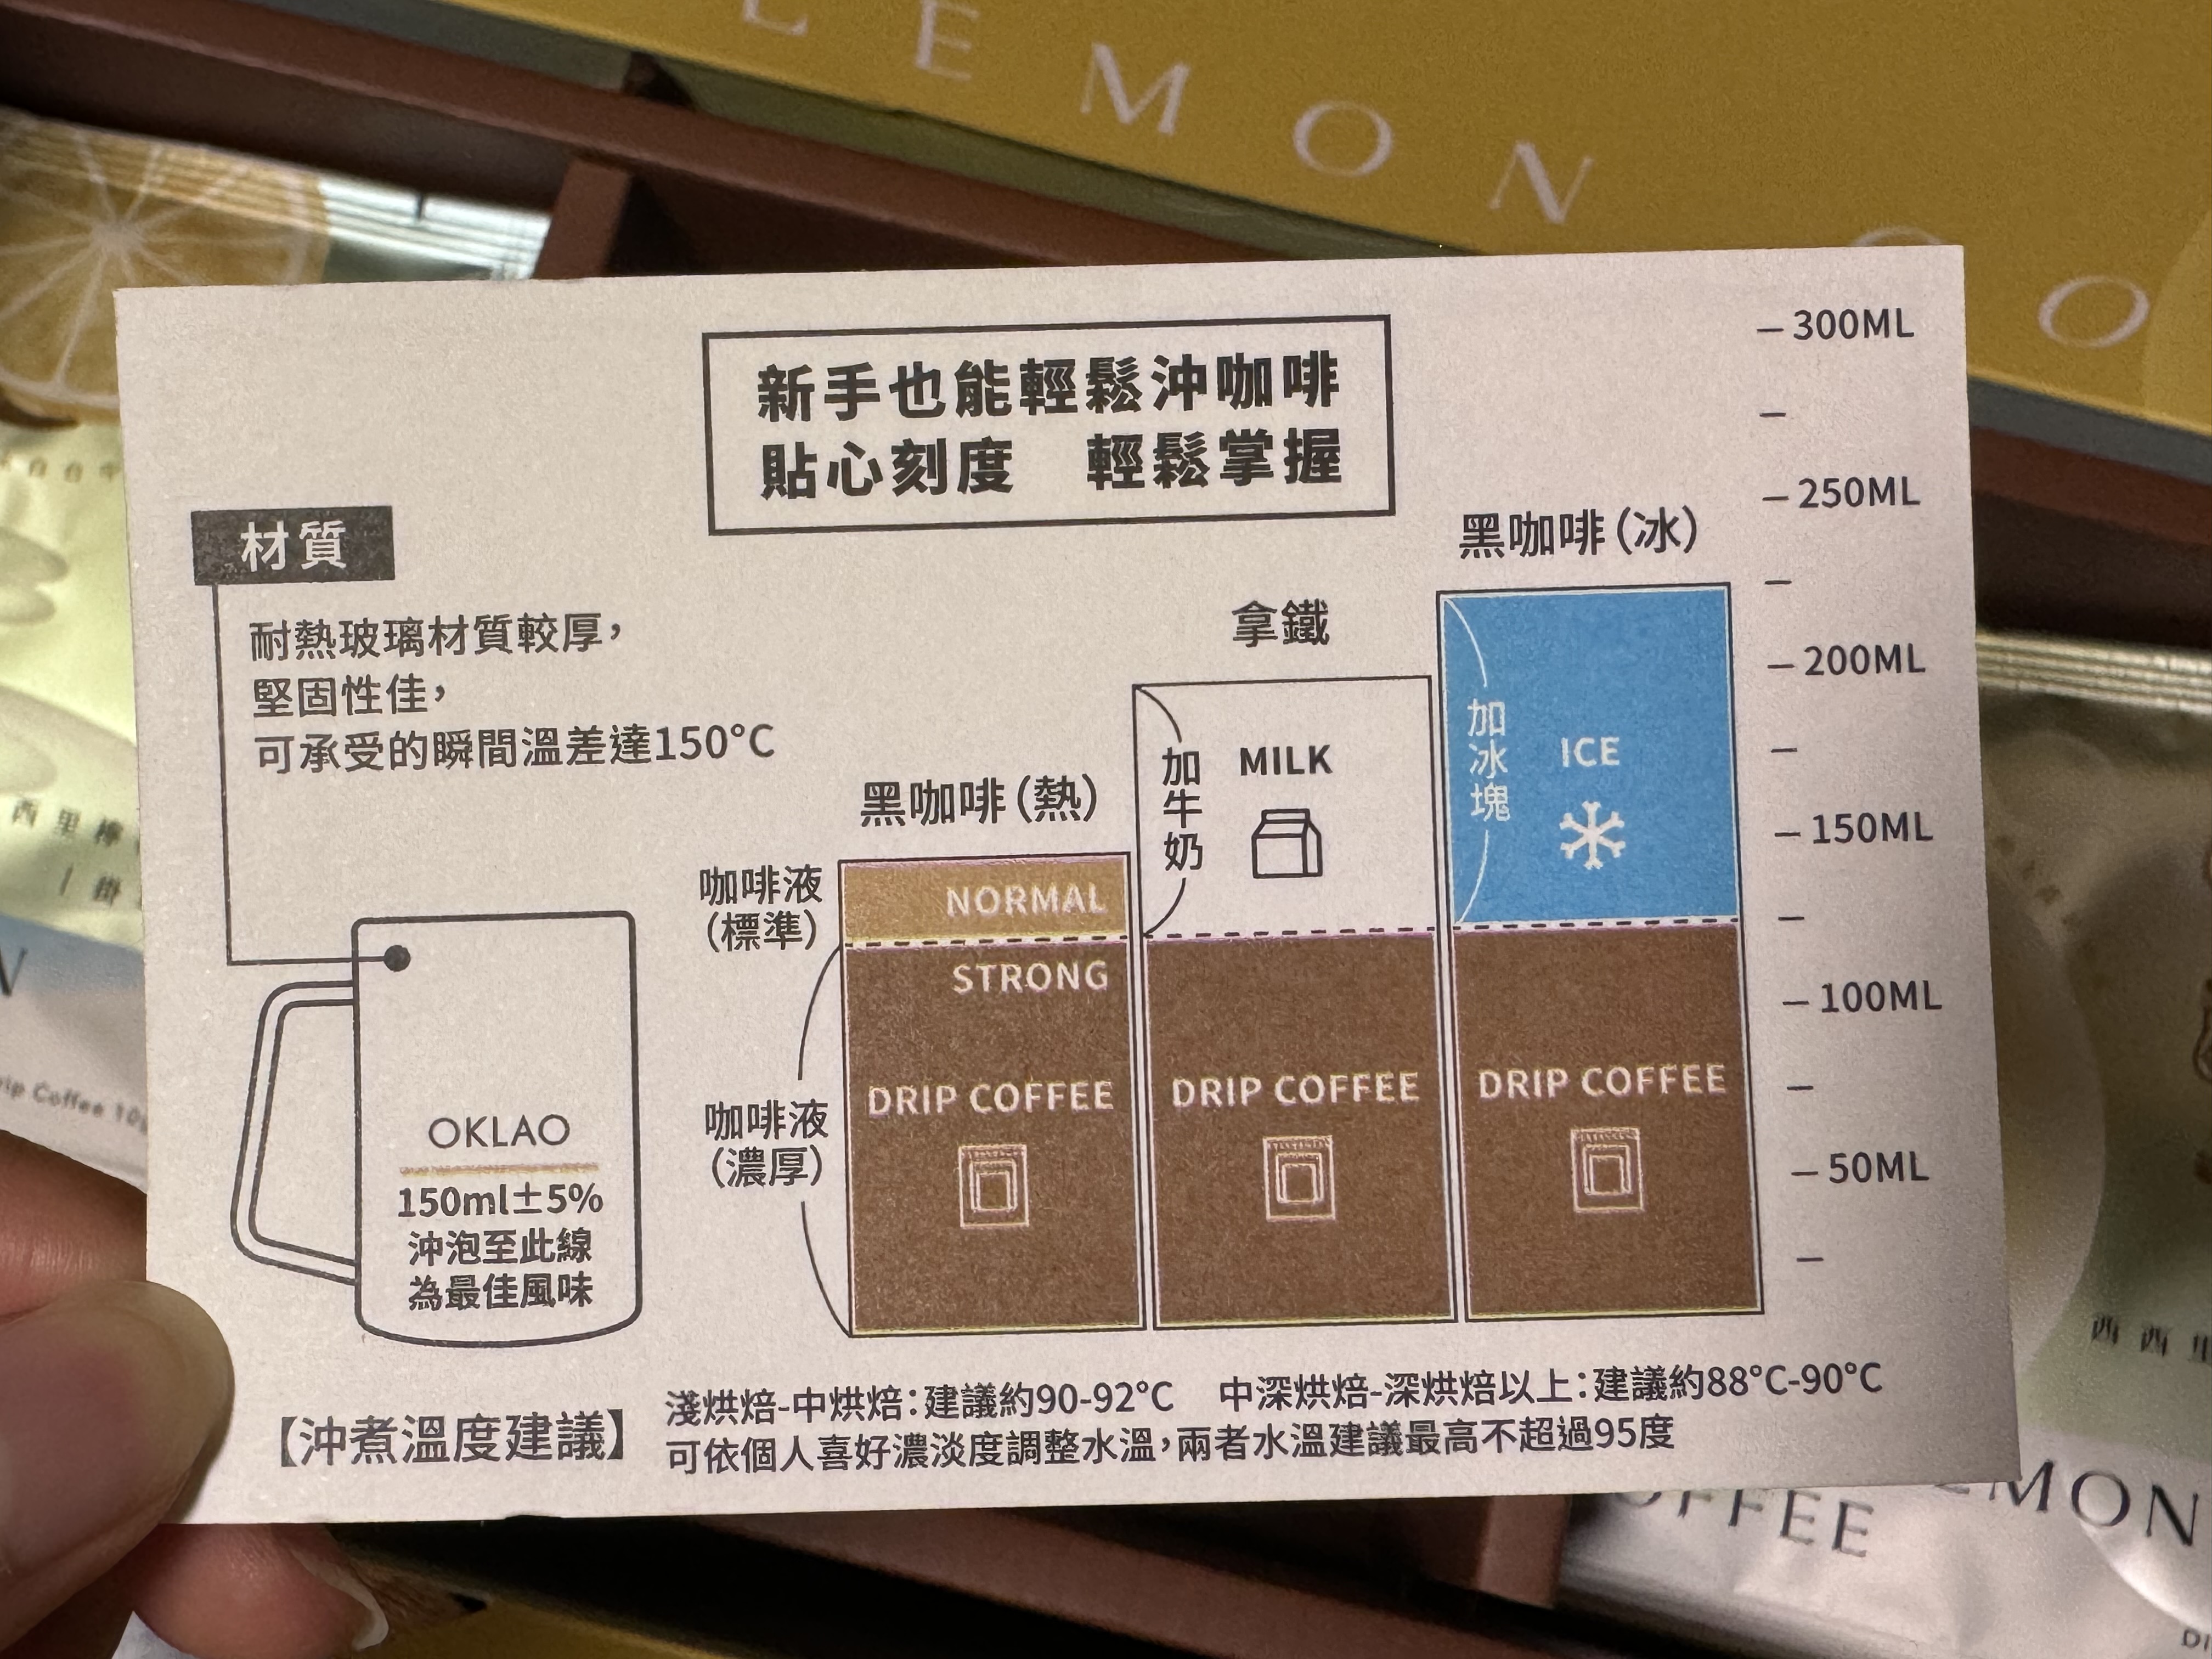 LEMON
新手也能輕鬆沖咖啡
貼心刻度 輕鬆掌握
材質
耐熱玻璃材質較厚，
堅固性佳，
可承受的瞬間溫差達150°C
OKLAO
150ml±5%
沖泡至此線
為最佳風味
黑咖啡(熱)
咖啡液
(標準)
NORMAL
STRONG
咖啡液
(濃厚)
DRIP COFFEE
拿鐵
加牛奶
MILK
DRIP COFFEE
黑咖啡(冰)
加冰塊
ICE
DRIP COFFEE
300ML
250ML
200ML
150ML
100ML
50ML
【沖煮溫度建議】
淺烘焙-中烘焙：建議約90-92°C 中深烘焙-深烘焙以上：建議約88°C-90°C
可依個人喜好濃淡度調整水溫，兩者水溫建議最高不超過95度
西里
Drip Coffee
西西里
EMON
OFFEE